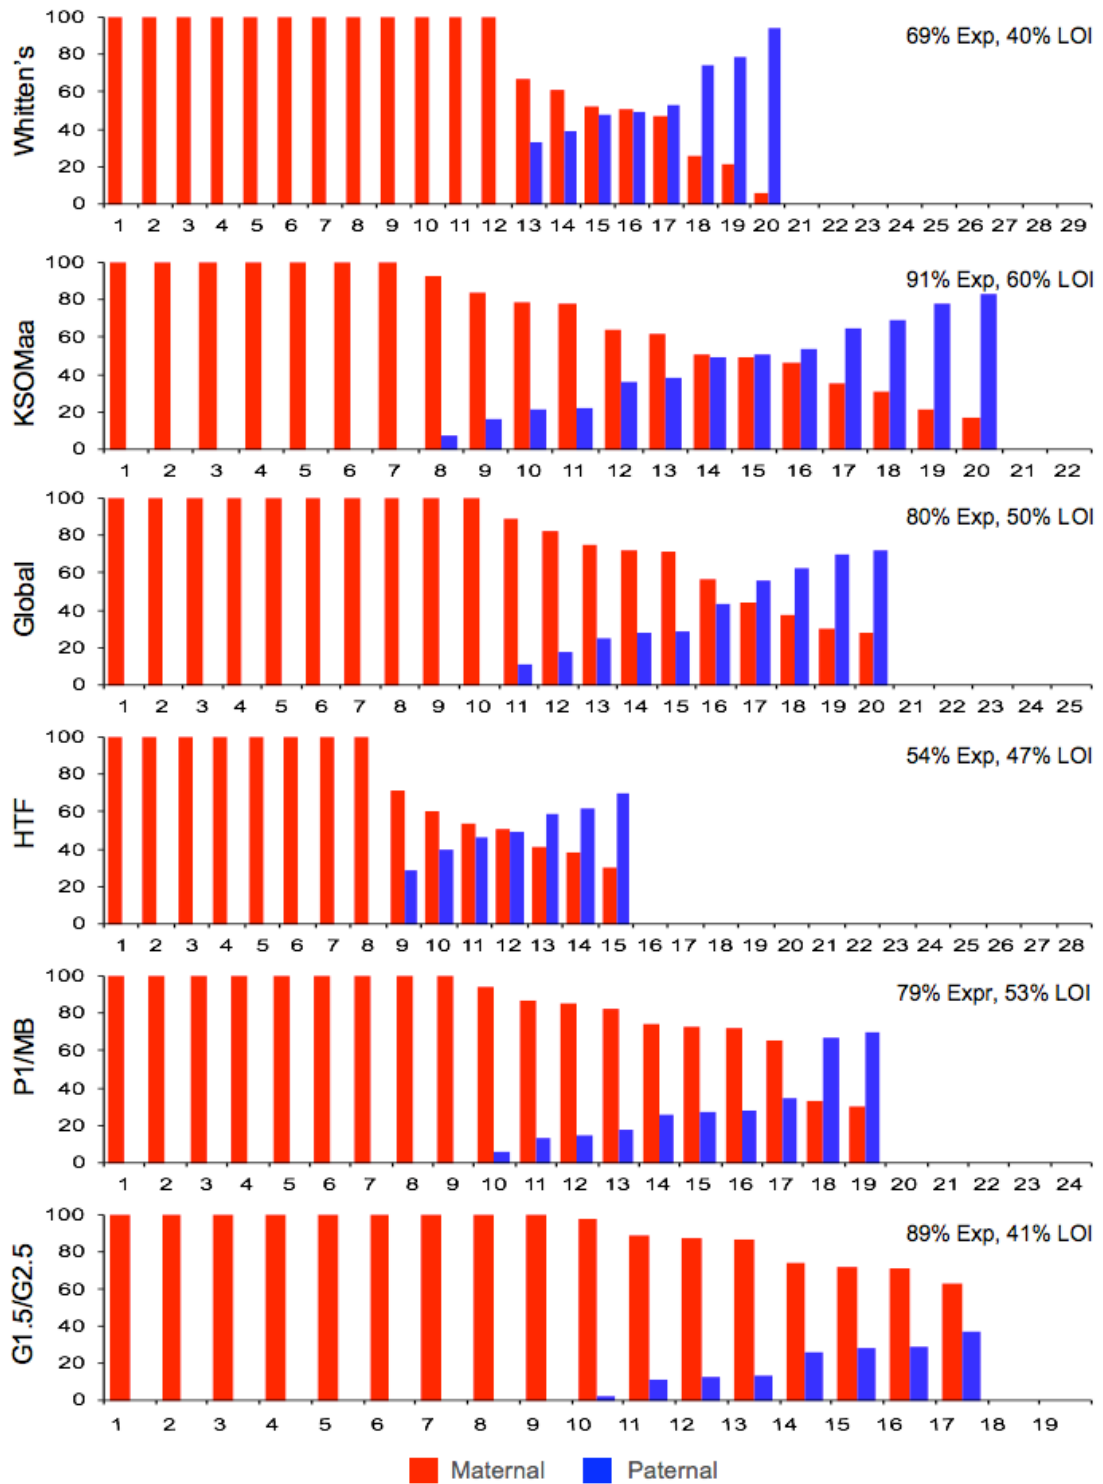 Whitten's
69% Exp, 40% LOI
100
80
60
40
20
0
1 2 3 4 5 6 7 8 9 10 11 12 13 14 15 16 17 18 19 20 21 22 23 24 25 26 27 28 29
KSOMaa
91% Exp, 60% LOI
100
80
60
40
20
0
1 2 3 4 5 6 7 8 9 10 11 12 13 14 15 16 17 18 19 20 21 22
Global
80% Exp, 50% LOI
100
80
60
40
20
0
1 2 3 4 5 6 7 8 9 10 11 12 13 14 15 16 17 18 19 20 21 22 23 24 25
HTF
54% Exp, 47% LOI
100
80
60
40
20
0
1 2 3 4 5 6 7 8 9 10 11 12 13 14 15 16 17 18 19 20 21 22 23 24 25 26 27 28
P1/MB
79% Expr, 53% LOI
100
80
60
40
20
0
1 2 3 4 5 6 7 8 9 10 11 12 13 14 15 16 17 18 19 20 21 22 23 24
G1.5/G2.5
89% Exp, 41% LOI
100
80
60
40
20
0
1 2 3 4 5 6 7 8 9 10 11 12 13 14 15 16 17 18 19
Maternal Paternal